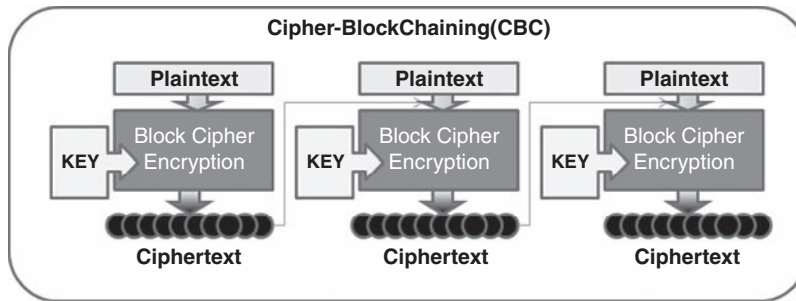 Cipher-BlockChaining(CBC)
Plaintext
Plaintext
Plaintext
KEY
Block Cipher
Encryption
KEY
Block Cipher
Encryption
KEY
Block Cipher
Encryption
Ciphertext
Ciphertext
Ciphertext